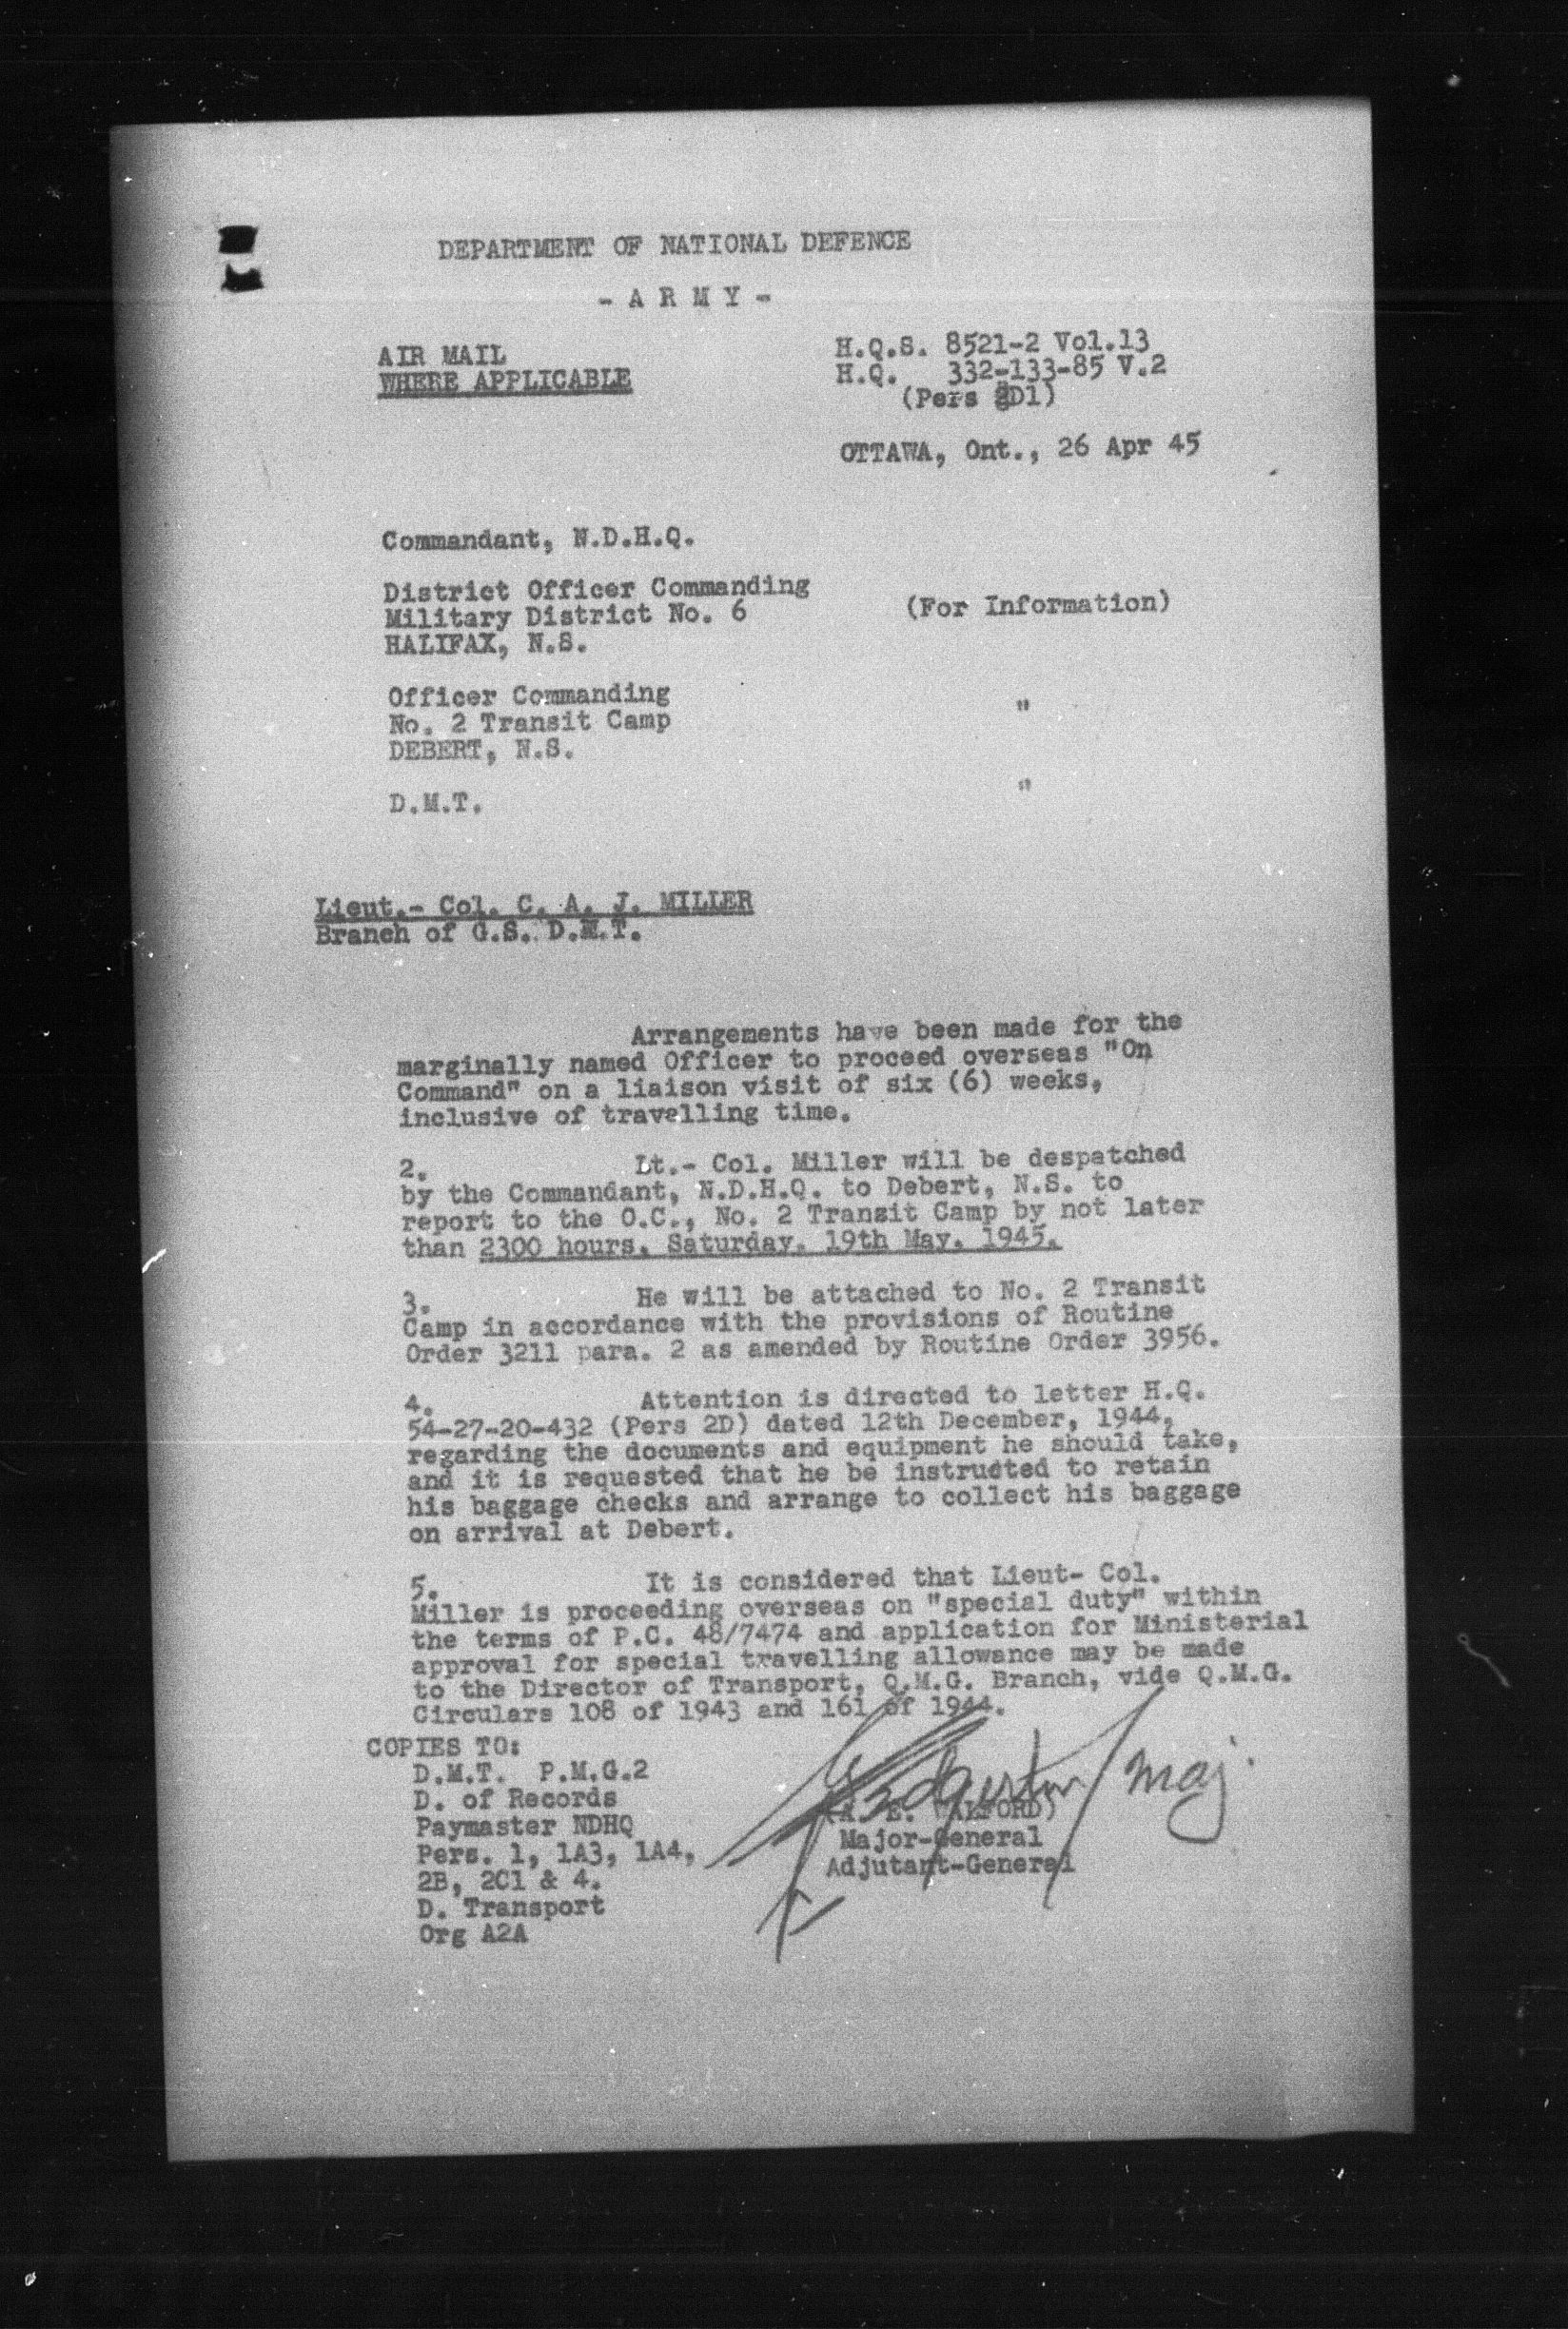 DEPARTMENT OF NATIONAL DEFENCE
- A R M Y -
AIR MAIL
WHERE APPLICABLE
H.Q.S. 8521-2 Vol.13
H.Q. 332-133-85 V.2
(Pers 2D1)
OTTAWA, Ont., 26 Apr 45
Commandant, N.D.H.Q.
District Officer Commanding
Military District No. 6
HALIFAX, N.S.
(For Information)
Officer Commanding
No. 2 Transit Camp
DEBERT, N.S.
"
D.M.T.
"
Lieut.- Col. C. A. J. MILLER
Branch of G.S. D.M.T.
Arrangements have been made for the
marginally named Officer to proceed overseas "On
Command" on a liaison visit of six (6) weeks,
inclusive of travelling time.
2. Lt.- Col. Miller will be despatched
by the Commandant, N.D.H.Q. to Debert, N.S. to
report to the O.C., No. 2 Transit Camp by not later
than 2300 hours. Saturday. 19th May. 1945.
3. He will be attached to No. 2 Transit
Camp in accordance with the provisions of Routine
Order 3211 para. 2 as amended by Routine Order 3956.
4. Attention is directed to letter H.Q.
54-27-20-432 (Pers 2D) dated 12th December, 1944,
regarding the documents and equipment he should take,
and it is requested that he be instructed to retain
his baggage checks and arrange to collect his baggage
on arrival at Debert.
5. It is considered that Lieut- Col.
Miller is proceeding overseas on "special duty" within
the terms of P.C. 48/7474 and application for Ministerial
approval for special travelling allowance may be made
to the Director of Transport, Q.M.G. Branch, vide Q.M.G.
Circulars 108 of 1943 and 161 of 1944.
COPIES TO:
D.M.T. P.M.G.2
D. of Records
Paymaster NDHQ
Pers. 1, 1A3, 1A4,
2B, 2C1 & 4.
D. Transport
Org A2A
Maj.
(A. E. WALFORD)
Major-General
Adjutant-General